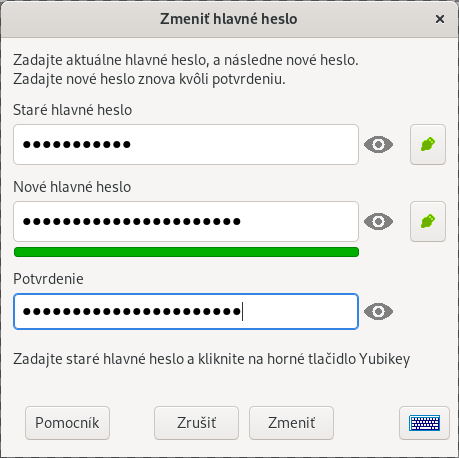 Zmeniť hlavné heslo
Zadajte aktuálne hlavné heslo, a následne nové heslo.
Zadajte nové heslo znova kvôli potvrdeniu.
Staré hlavné heslo
●●●●●●●●●●●
Nové hlavné heslo
●●●●●●●●●●●●●●●●●●●●●●
Potvrdenie
●●●●●●●●●●●●●●●●●●●●●●
Zadajte staré hlavné heslo a kliknite na horné tlačidlo Yubikey
Pomocník Zrušiť Zmeniť